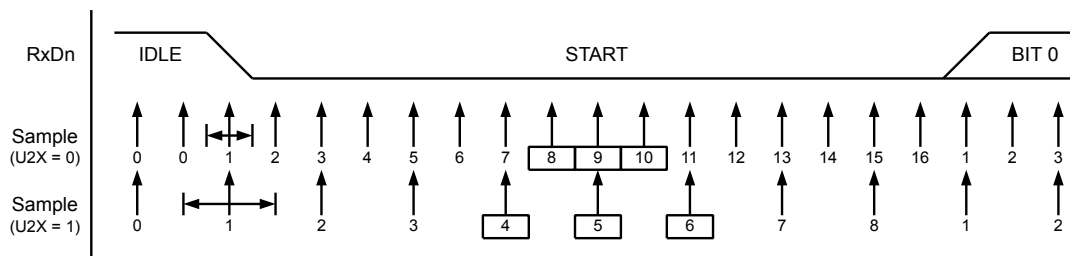 RxDn IDLE START BIT 0
Sample
(U2X = 0) 0 0 1 2 3 4 5 6 7 8 9 10 11 12 13 14 15 16 1 2 3
Sample
(U2X = 1) 0 1 2 3 4 5 6 7 8 1 2